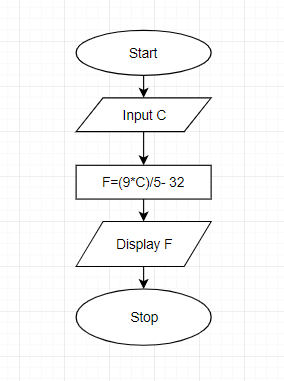 Start
Input C
F=(9*C)/5- 32
Display F
Stop